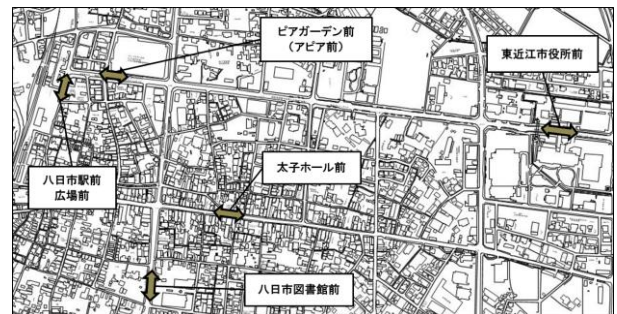 ピアガーデン前
（アピア前）
東近江市役所前
八日市駅前
広場前
太子ホール前
八日市図書館前